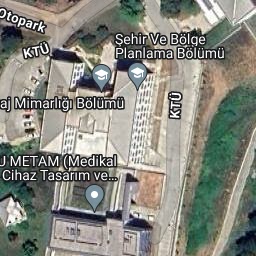 Otopark
KTÜ
Şehir Ve Bölge
Planlama Bölümü
aj Mimarlığı Bölümü
KTÜ
U METAM (Medikal
Cihaz Tasarım ve...